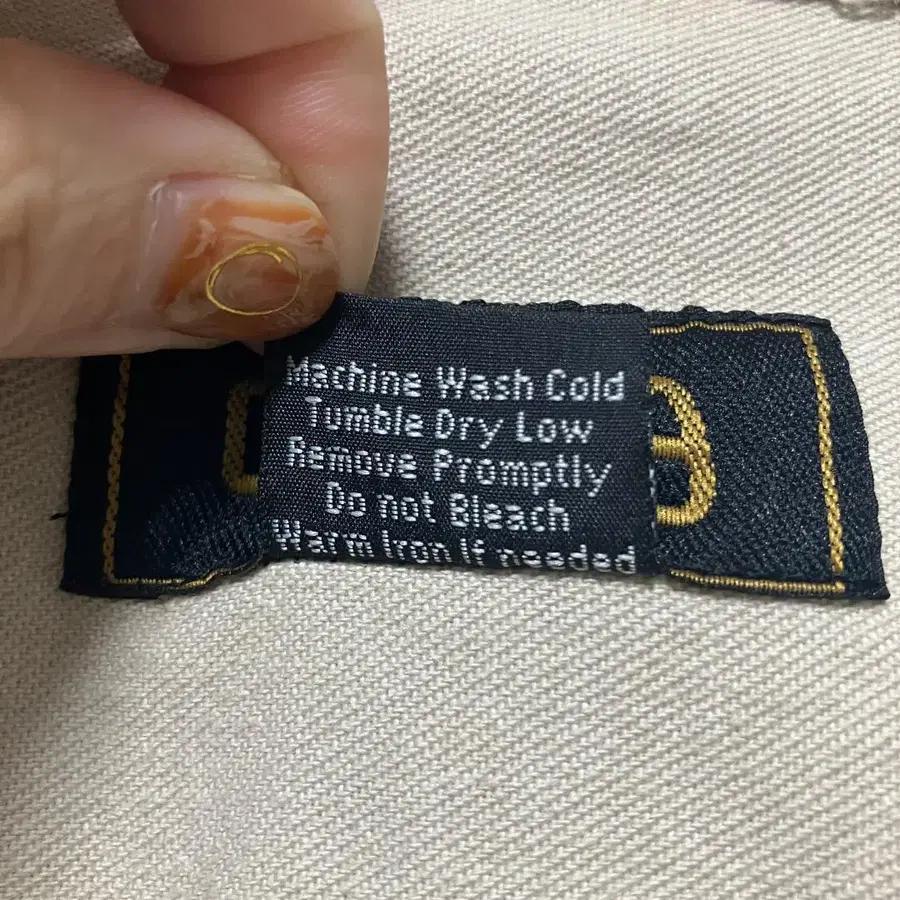 Machine Wash Cold
Tumble Dry Low
Remove Promptly
Do not Bleach
Warm Iron If needed